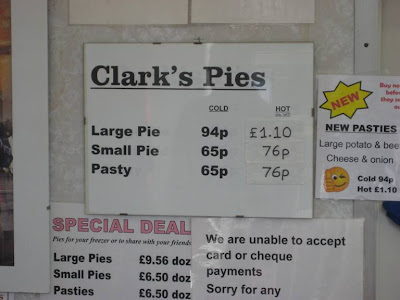 Clark's Pies
COLD HOT
Large Pie 94p £1.10
Small Pie 65p 76p
Pasty 65p 76p
NEW
Buy
before
NEW PASTIES
Large potato & beef
Cheese & onion
Cold 94p
Hot £1.10
SPECIAL DEAL
Pies for your freezer or to share with your friends
Large Pies £9.56 doz
Small Pies £6.50 doz
Pasties £6.50 doz
We are unable to accept
card or cheque
payments
Sorry for any